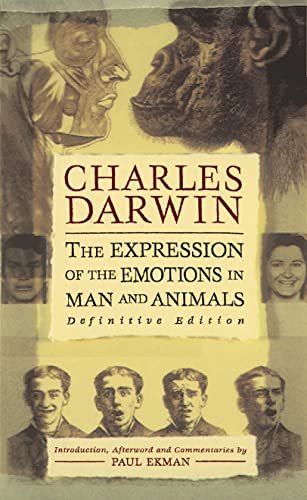 CHARLES
DARWIN
THE EXPRESSION
OF THE EMOTIONS IN
MAN AND ANIMALS
Definitive Edition
Introduction, Afterword and Commentaries by
PAUL EKMAN